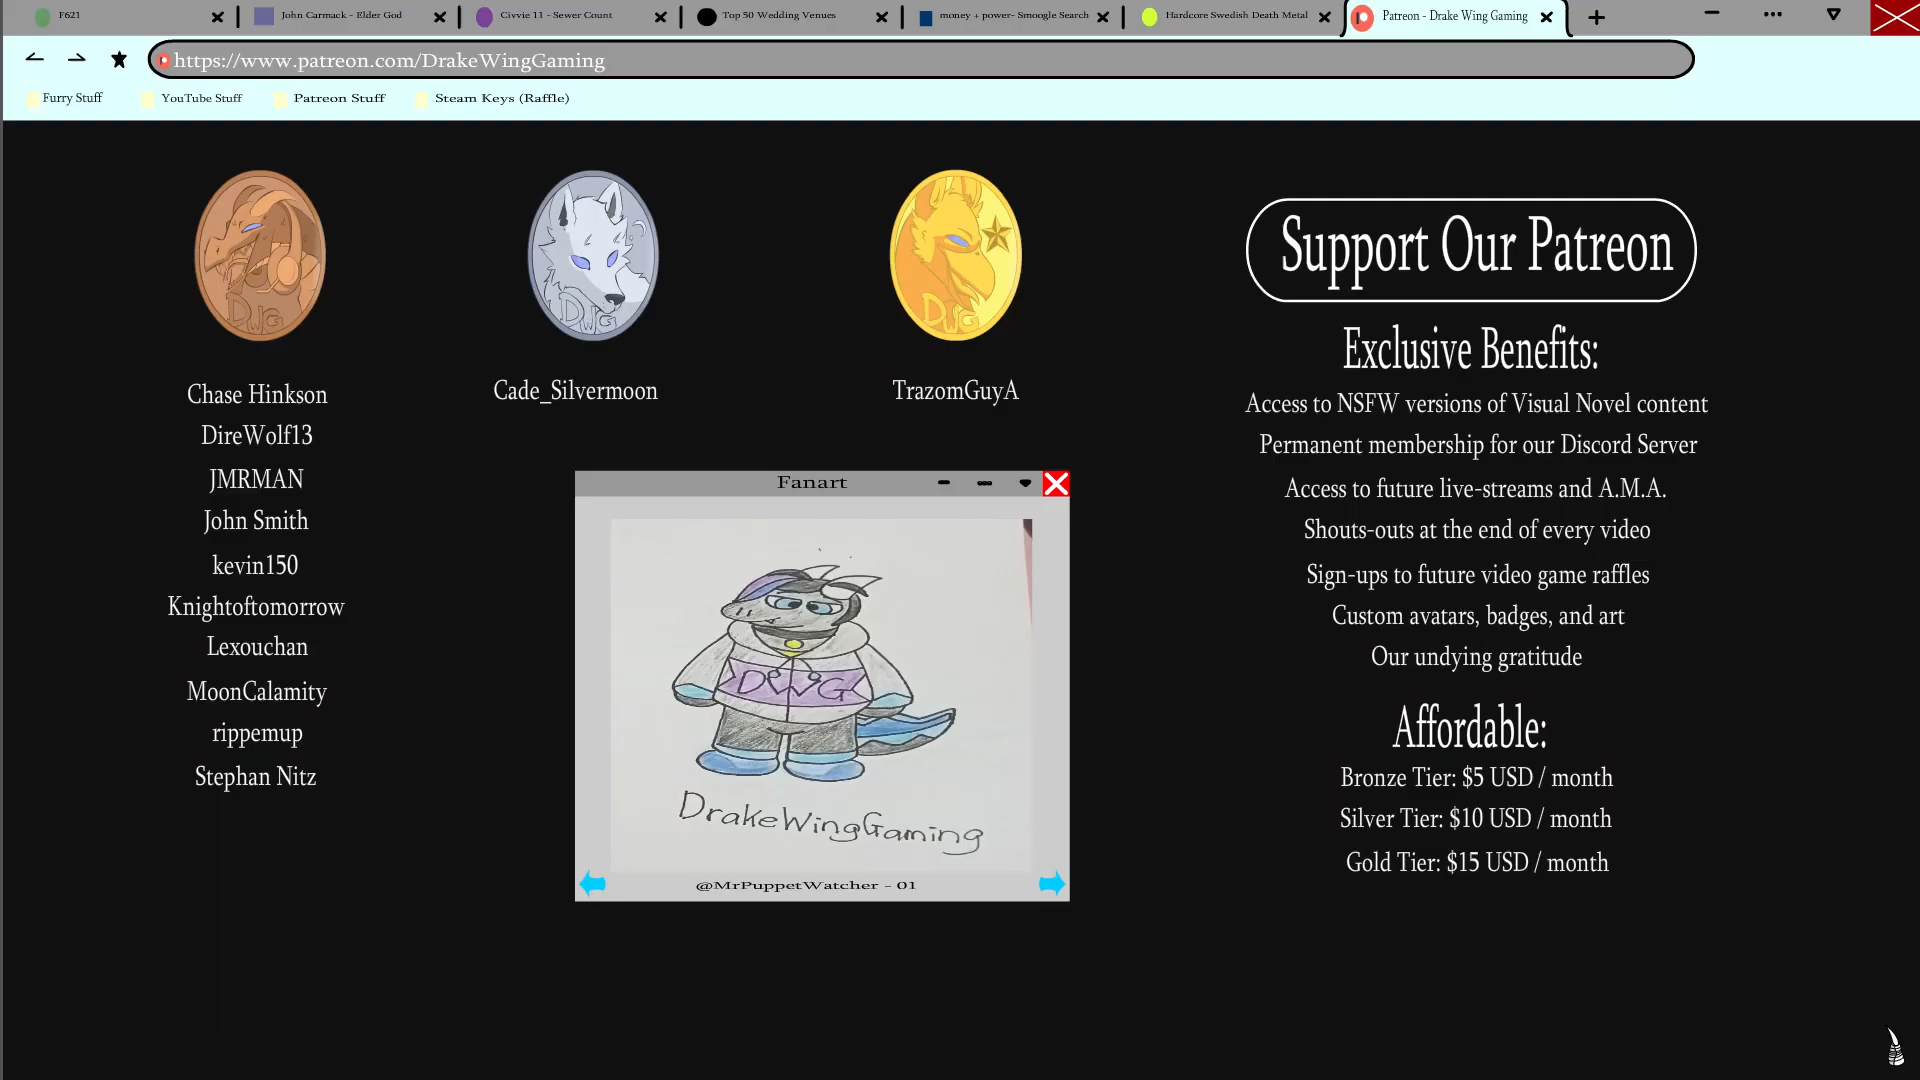 F621
John Carmack - Elder God
Civvie 11 - Sewer Count
Top 50 Wedding Venues
money + power- Smoogle Search
Hardcore Swedish Death Metal
Patreon - Drake Wing Gaming
https://www.patreon.com/DrakeWingGaming
Furry Stuff
YouTube Stuff
Patreon Stuff
Steam Keys (Raffle)
DWG
DWG
DWG
Chase Hinkson
DireWolf13
JMRMAN
John Smith
kevin150
Knightoftomorrow
Lexouchan
MoonCalamity
rippemup
Stephan Nitz
Cade_Silvermoon
TrazomGuyA
Fanart
DWG
DrakeWingGaming
@MrPuppetWatcher - 01
Support Our Patreon
Exclusive Benefits:
Access to NSFW versions of Visual Novel content
Permanent membership for our Discord Server
Access to future live-streams and A.M.A.
Shouts-outs at the end of every video
Sign-ups to future video game raffles
Custom avatars, badges, and art
Our undying gratitude
Affordable:
Bronze Tier: $5 USD / month
Silver Tier: $10 USD / month
Gold Tier: $15 USD / month